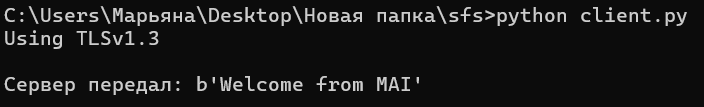 C:\Users\Марьяна\Desktop\Новая папка\sfs>python client.py
Using TLSv1.3
Сервер передал: b'Welcome from MAI'